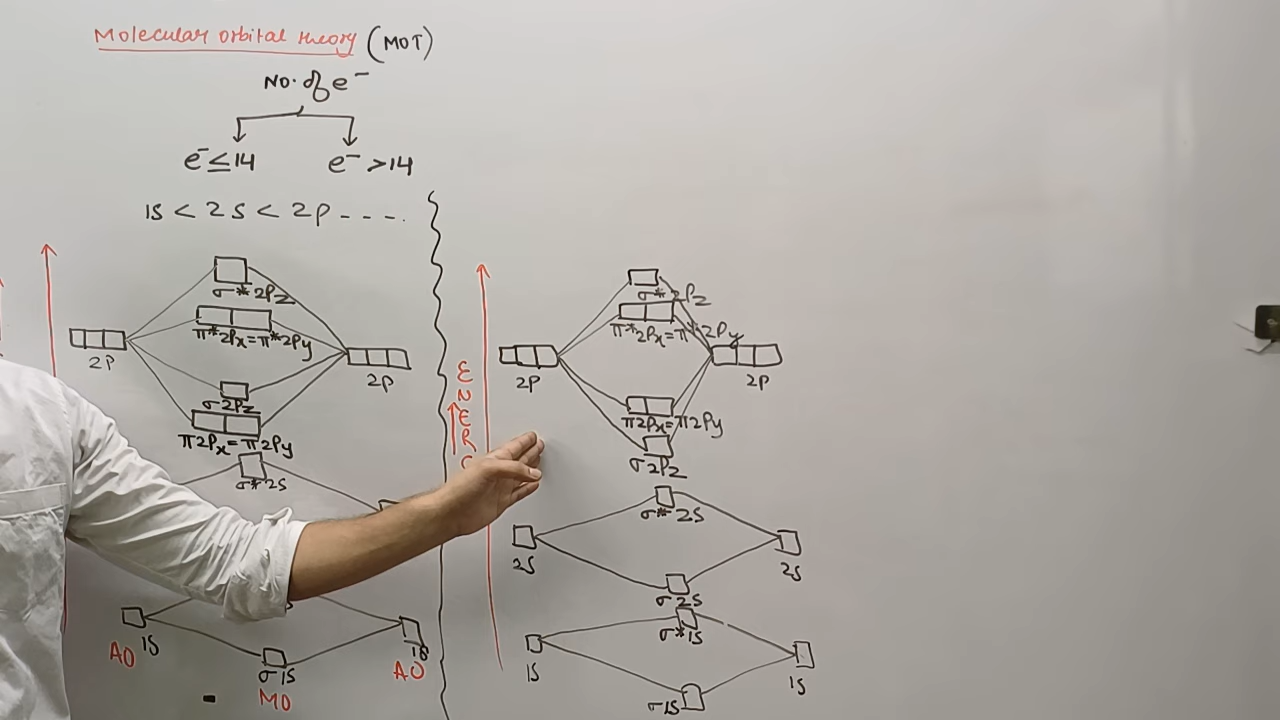 Molecular orbital theory (MOT)
No. of e⁻
e⁻ ≤ 14
e⁻ > 14
1s < 2s < 2p - - - .
σ*2Pz
π*2Px=π*2Py
2P
2P
σ2Pz
π2Px=π2Py
σ*2s
1s
1s
AO
AO
σ1s
MO
ENER
σ*2Pz
π*2Px=π*2Py
2P
2P
π2Px=π2Py
σ2Pz
σ*2s
2s
2s
σ2s
σ*1s
1s
1s
σ1s